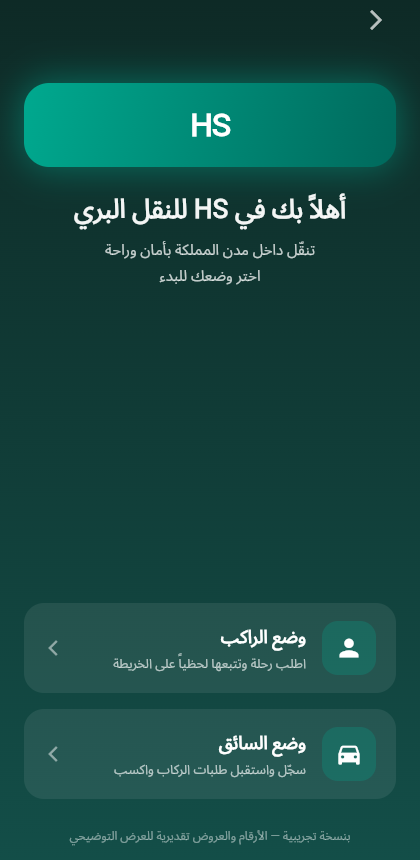 HS
أهلاً بك في HS للنقل البري
تنقّل داخل مدن المملكة بأمان وراحة
اختر وضعك للبدء
وضع الراكب
اطلب رحلة وتتبعها لحظياً على الخريطة
وضع السائق
سجّل واستقبل طلبات الركاب واكسب
بنسخة تجريبية — الأرقام والعروض تقديرية للعرض التوضيحي